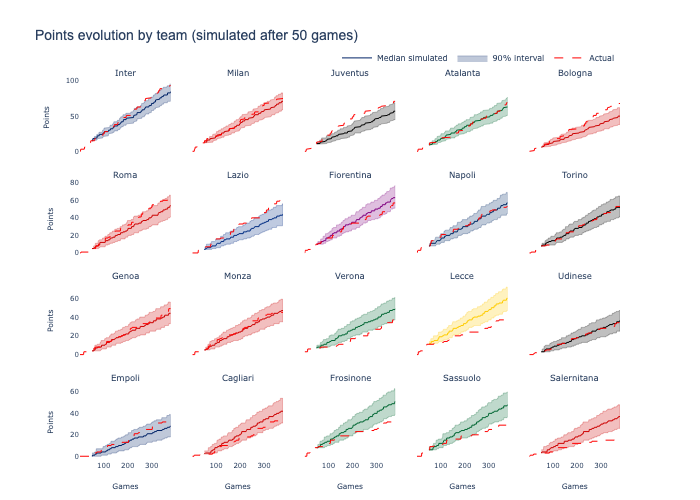 Points evolution by team (simulated after 50 games)
Median simulated 90% interval Actual
Inter Milan Juventus Atalanta Bologna
100
50
0
Points
Roma Lazio Fiorentina Napoli Torino
80
60
40
20
0
Points
Genoa Monza Verona Lecce Udinese
60
40
20
0
Points
Empoli Cagliari Frosinone Sassuolo Salernitana
60
40
20
0
Points
100 200 300 100 200 300 100 200 300 100 200 300 100 200 300
Games Games Games Games Games